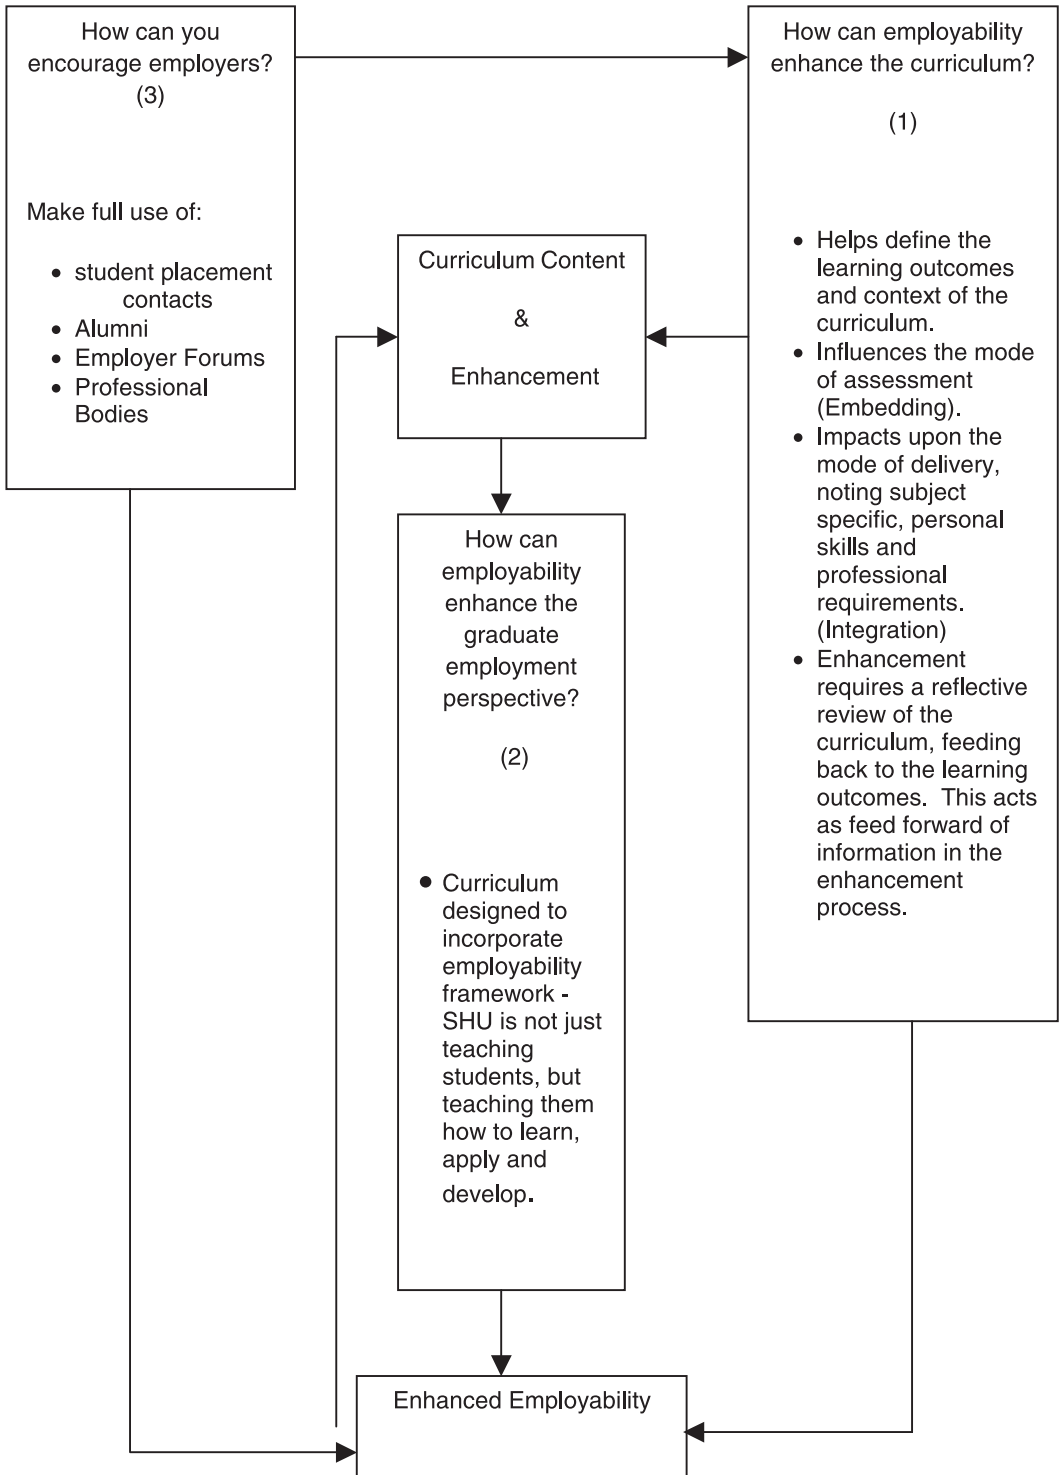 How can you
encourage employers?
(3)
Make full use of:
• student placement
contacts
• Alumni
• Employer Forums
• Professional
Bodies
How can employability
enhance the curriculum?
(1)
• Helps define the
learning outcomes
and context of the
curriculum.
• Influences the mode
of assessment
(Embedding).
• Impacts upon the
mode of delivery,
noting subject
specific, personal
skills and
professional
requirements.
(Integration)
• Enhancement
requires a reflective
review of the
curriculum, feeding
back to the learning
outcomes.  This acts
as feed forward of
information in the
enhancement
process.
Curriculum Content
&
Enhancement
How can
employability
enhance the
graduate
employment
perspective?
(2)
• Curriculum
designed to
incorporate
employability
framework -
SHU is not just
teaching
students, but
teaching them
how to learn,
apply and
develop.
Enhanced Employability